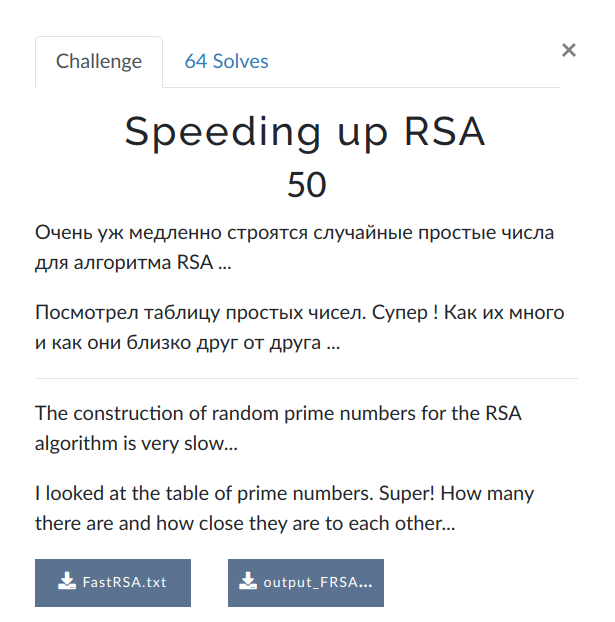 Challenge
64 Solves
×
Speeding up RSA
50
Очень уж медленно строятся случайные простые числа
для алгоритма RSA ...
Посмотрел таблицу простых чисел. Супер ! Как их много
и как они близко друг от друга ...
The construction of random prime numbers for the RSA
algorithm is very slow...
I looked at the table of prime numbers. Super! How many
there are and how close they are to each other...
FastRSA.txt
output_FRSA...